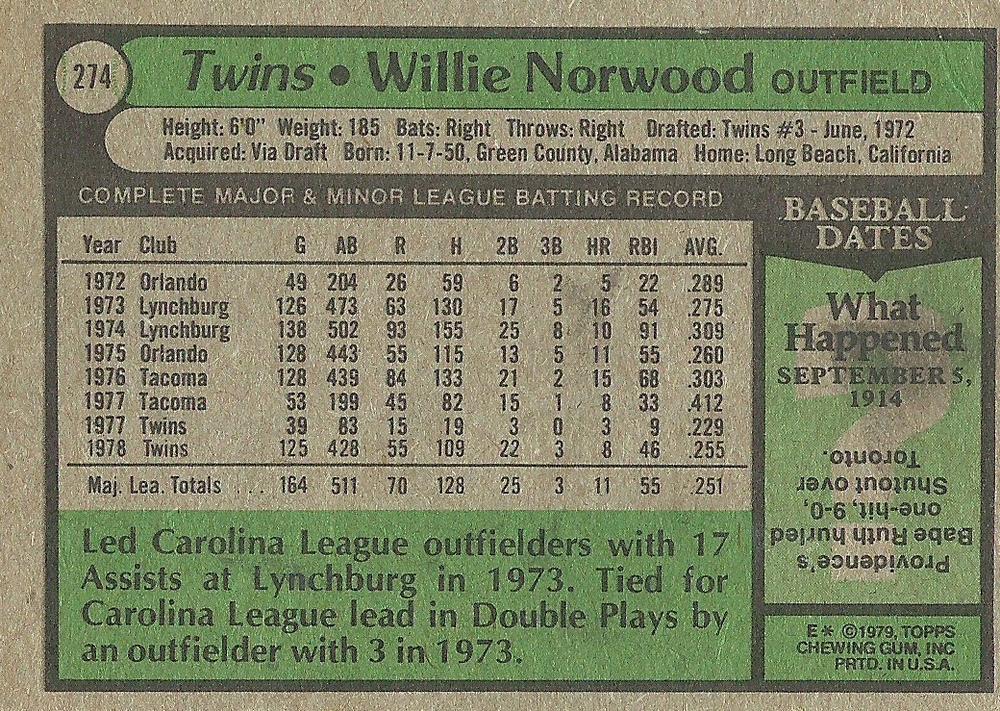 274
Twins • Willie Norwood OUTFIELD
Height: 6'0" Weight: 185 Bats: Right Throws: Right Drafted: Twins #3 - June, 1972
Acquired: Via Draft Born: 11-7-50, Green County, Alabama Home: Long Beach, California
COMPLETE MAJOR & MINOR LEAGUE BATTING RECORD
Year Club G AB R H 2B 3B HR RBI AVG.
1972 Orlando 49 204 26 59 6 2 5 22 .289
1973 Lynchburg 126 473 63 130 17 5 16 54 .275
1974 Lynchburg 138 502 93 155 25 8 10 91 .309
1975 Orlando 128 443 55 115 13 5 11 55 .260
1976 Tacoma 128 439 84 133 21 2 15 68 .303
1977 Tacoma 53 199 45 82 15 1 8 33 .412
1977 Twins 39 83 15 19 3 0 3 9 .229
1978 Twins 125 428 55 109 22 3 8 46 .255
Maj. Lea. Totals ... 164 511 70 128 25 3 11 55 .251
Led Carolina League outfielders with 17
Assists at Lynchburg in 1973. Tied for
Carolina League lead in Double Plays by
an outfielder with 3 in 1973.
BASEBALL
DATES
What
Happened
SEPTEMBER 5,
1914
?
Providence's
Babe Ruth hurled
one-hit, 9-0,
Shutout over
Toronto.
E* ©1979, TOPPS
CHEWING GUM, INC
PRTD. IN U.S.A.